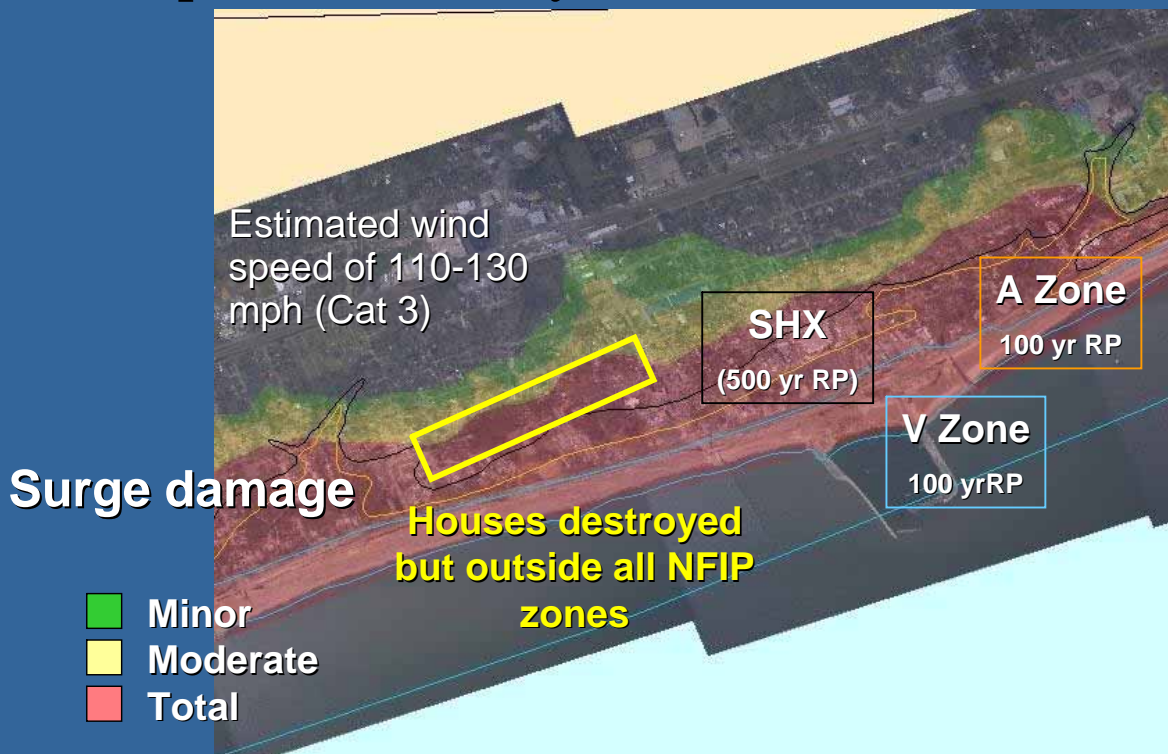 Estimated wind
speed of 110-130
mph (Cat 3)
SHX
(500 yr RP)
A Zone
100 yr RP
V Zone
100 yrRP
Surge damage
Houses destroyed
but outside all NFIP
zones
Minor
Moderate
Total